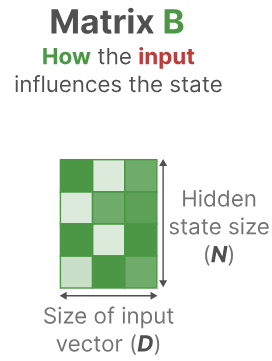 Matrix B
How the input
influences the state
Hidden
state size
(N)
Size of input
vector (D)